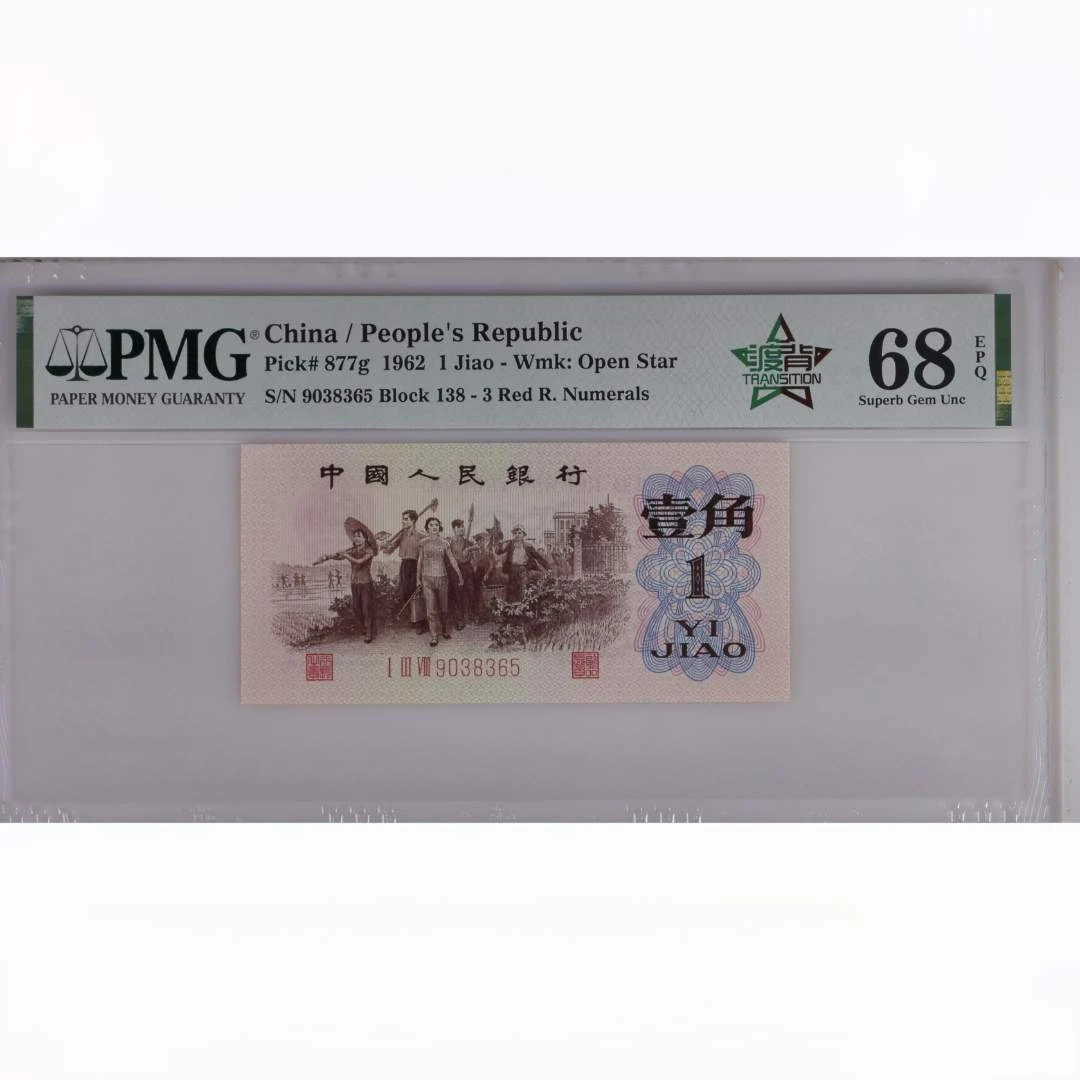 PMG®
PAPER MONEY GUARANTY
China / People's Republic
Pick# 877g 1962 1 Jiao - Wmk: Open Star
S/N 9038365 Block 138 - 3 Red R. Numerals
渡背
TRANSITION
68
EPQ
Superb Gem Unc
中國人民銀行
壹角
1
YI
JIAO
I III VIII 9038365